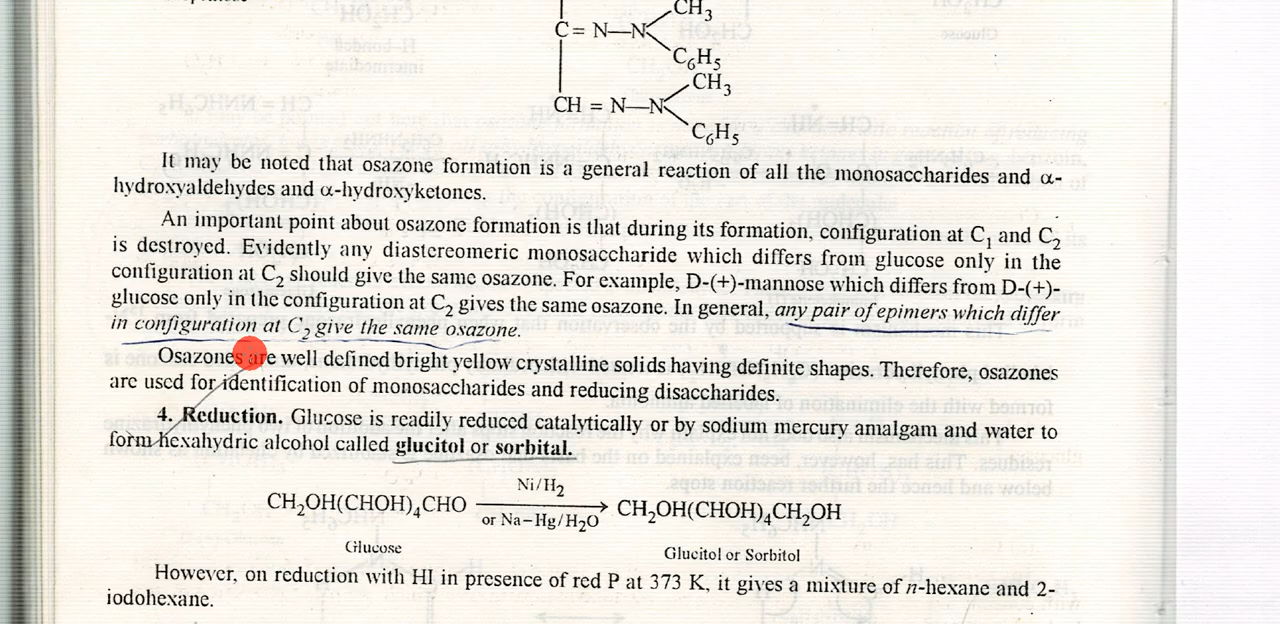 CH₃
C = N—N
C₆H₅
CH₃
CH = N—N
C₆H₅
It may be noted that osazone formation is a general reaction of all the monosaccharides and α-
hydroxyaldehydes and α-hydroxyketones.
An important point about osazone formation is that during its formation, configuration at C₁ and C₂
is destroyed. Evidently any diastereomeric monosaccharide which differs from glucose only in the
configuration at C₂ should give the same osazone. For example, D-(+)-mannose which differs from D-(+)-
glucose only in the configuration at C₂ gives the same osazone. In general, any pair of epimers which differ
in configuration at C₂ give the same osazone.
Osazones are well defined bright yellow crystalline solids having definite shapes. Therefore, osazones
are used for identification of monosaccharides and reducing disaccharides.
4. Reduction. Glucose is readily reduced catalytically or by sodium mercury amalgam and water to
form hexahydric alcohol called glucitol or sorbital.
Ni/H₂
CH₂OH(CHOH)₄CHO → CH₂OH(CHOH)₄CH₂OH
or Na–Hg/H₂O
Glucose Glucitol or Sorbitol
However, on reduction with HI in presence of red P at 373 K, it gives a mixture of n-hexane and 2-
iodohexane.